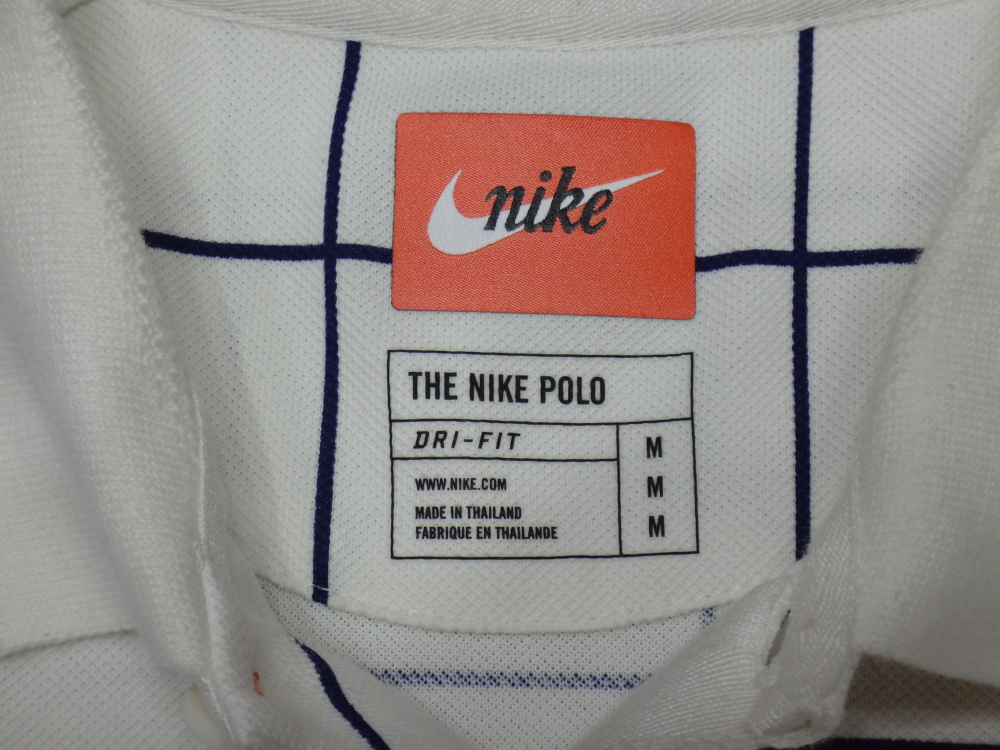 nike
THE NIKE POLO
DRI-FIT
M
WWW.NIKE.COM
M
MADE IN THAILAND
FABRIQUE EN THAILANDE
M